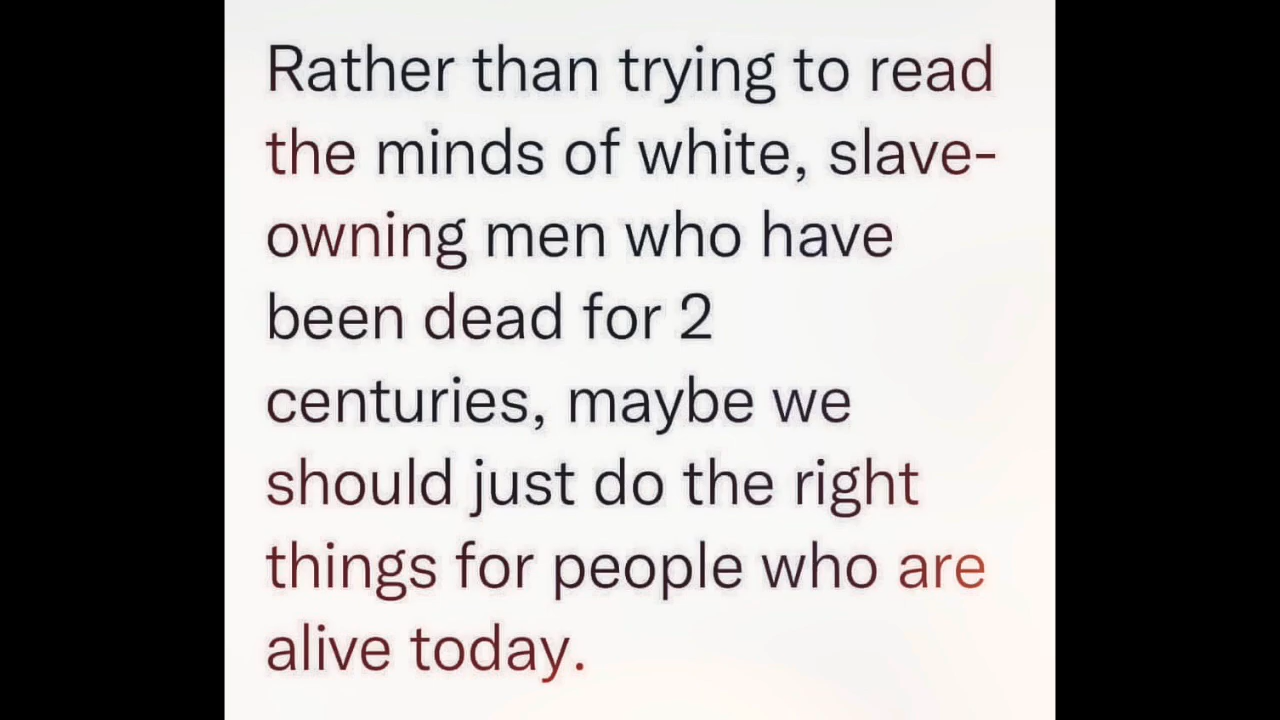 Rather than trying to read
the minds of white, slave-
owning men who have
been dead for 2
centuries, maybe we
should just do the right
things for people who are
alive today.